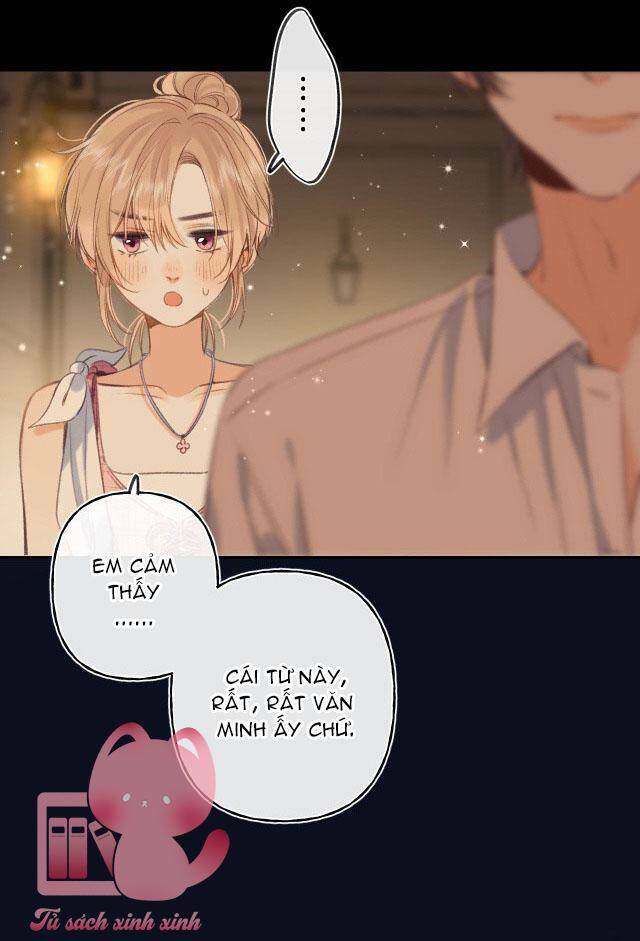 ......
EM CẢM
THẤY
......
CÁI TỪ NÀY,
RẤT, RẤT VĂN
MINH ẤY CHỨ.
Tủ sách xinh xinh